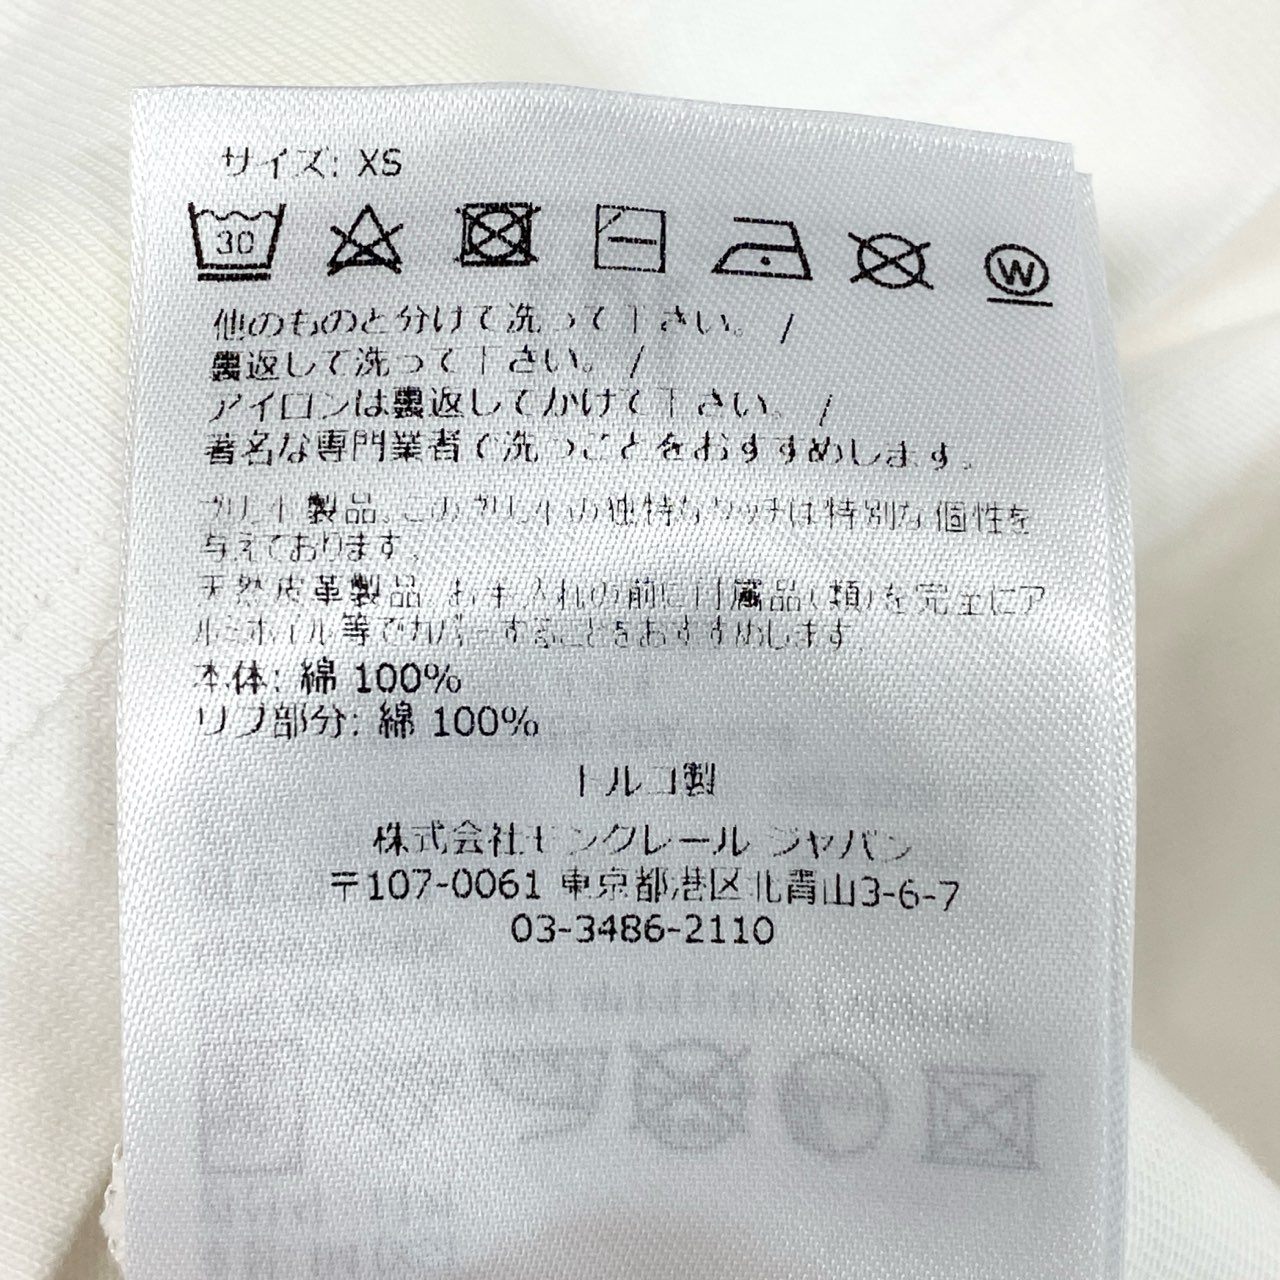 サイズ: XS
30
W
他のものと分けて洗って下さい。/
裏返して洗って下さい。/
アイロンは裏返してかけて下さい。/
著名な専門業者で洗うことをおすすめします。
プリント製品。このプリントの独特なタッチは特別な個性を
与えております。
天然皮革製品。お手入れの前に付属品(類)を完全にア
ルミホイル等でカバーすることをおすすめします。
本体: 綿 100%
リブ部分: 綿 100%
トルコ製
株式会社モンクレール ジャパン
〒107-0061 東京都港区北青山3-6-7
03-3486-2110